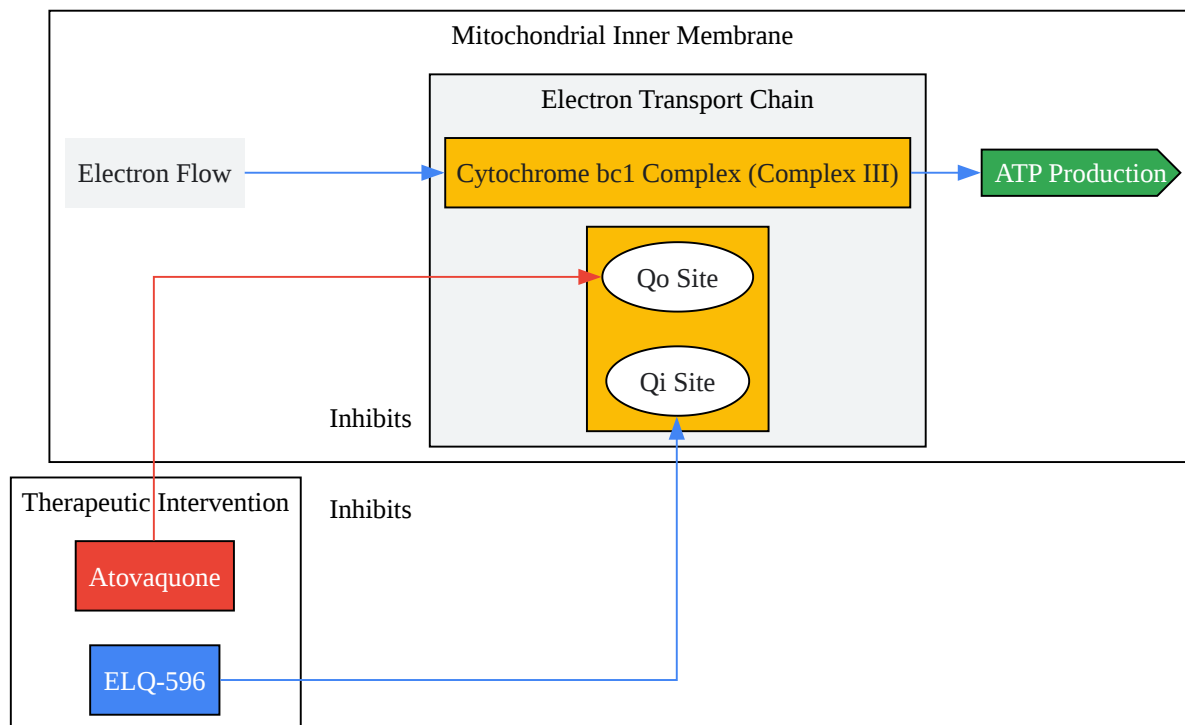 Mitochondrial Inner Membrane
Electron Transport Chain
Electron Flow
Cytochrome bc1 Complex (Complex III)
ATP Production
Qo Site
Qi Site
Inhibits
Therapeutic Intervention
Inhibits
Atovaquone
ELQ-596